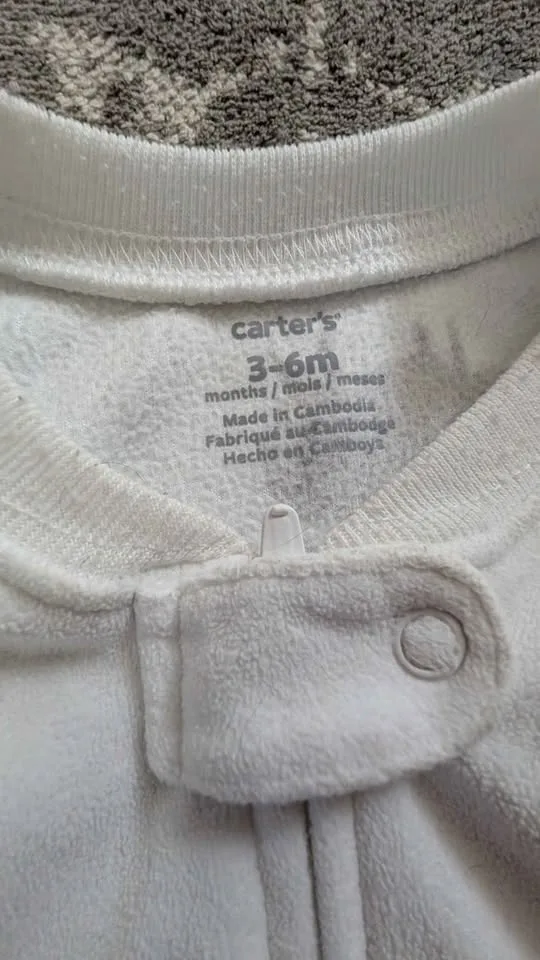 carter's
3-6m
months / mois / meses
Made in Cambodia
Fabriqué au Cambodge
Hecho en Camboya